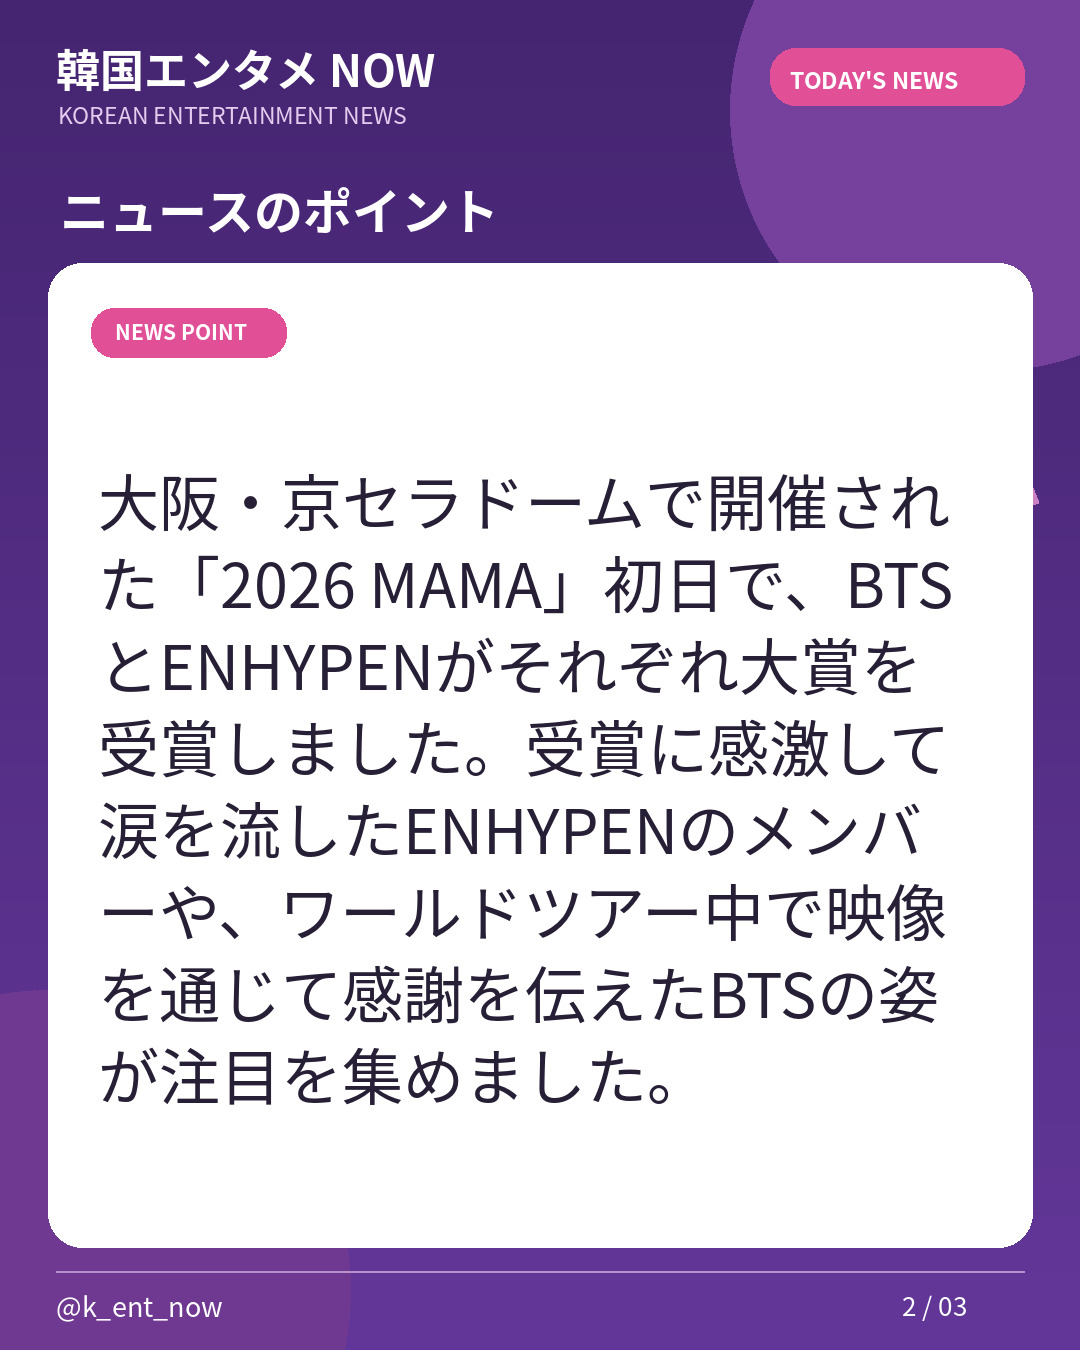 韓国エンタメ NOW
KOREAN ENTERTAINMENT NEWS
TODAY'S NEWS
ニュースのポイント
NEWS POINT
大阪・京セラドームで開催され
た「2026 MAMA」初日で、BTS
とENHYPENがそれぞれ大賞を
受賞しました。受賞に感激して
涙を流したENHYPENのメンバ
ーや、ワールドツアー中で映像
を通じて感謝を伝えたBTSの姿
が注目を集めました。
@k_ent_now
2 / 03